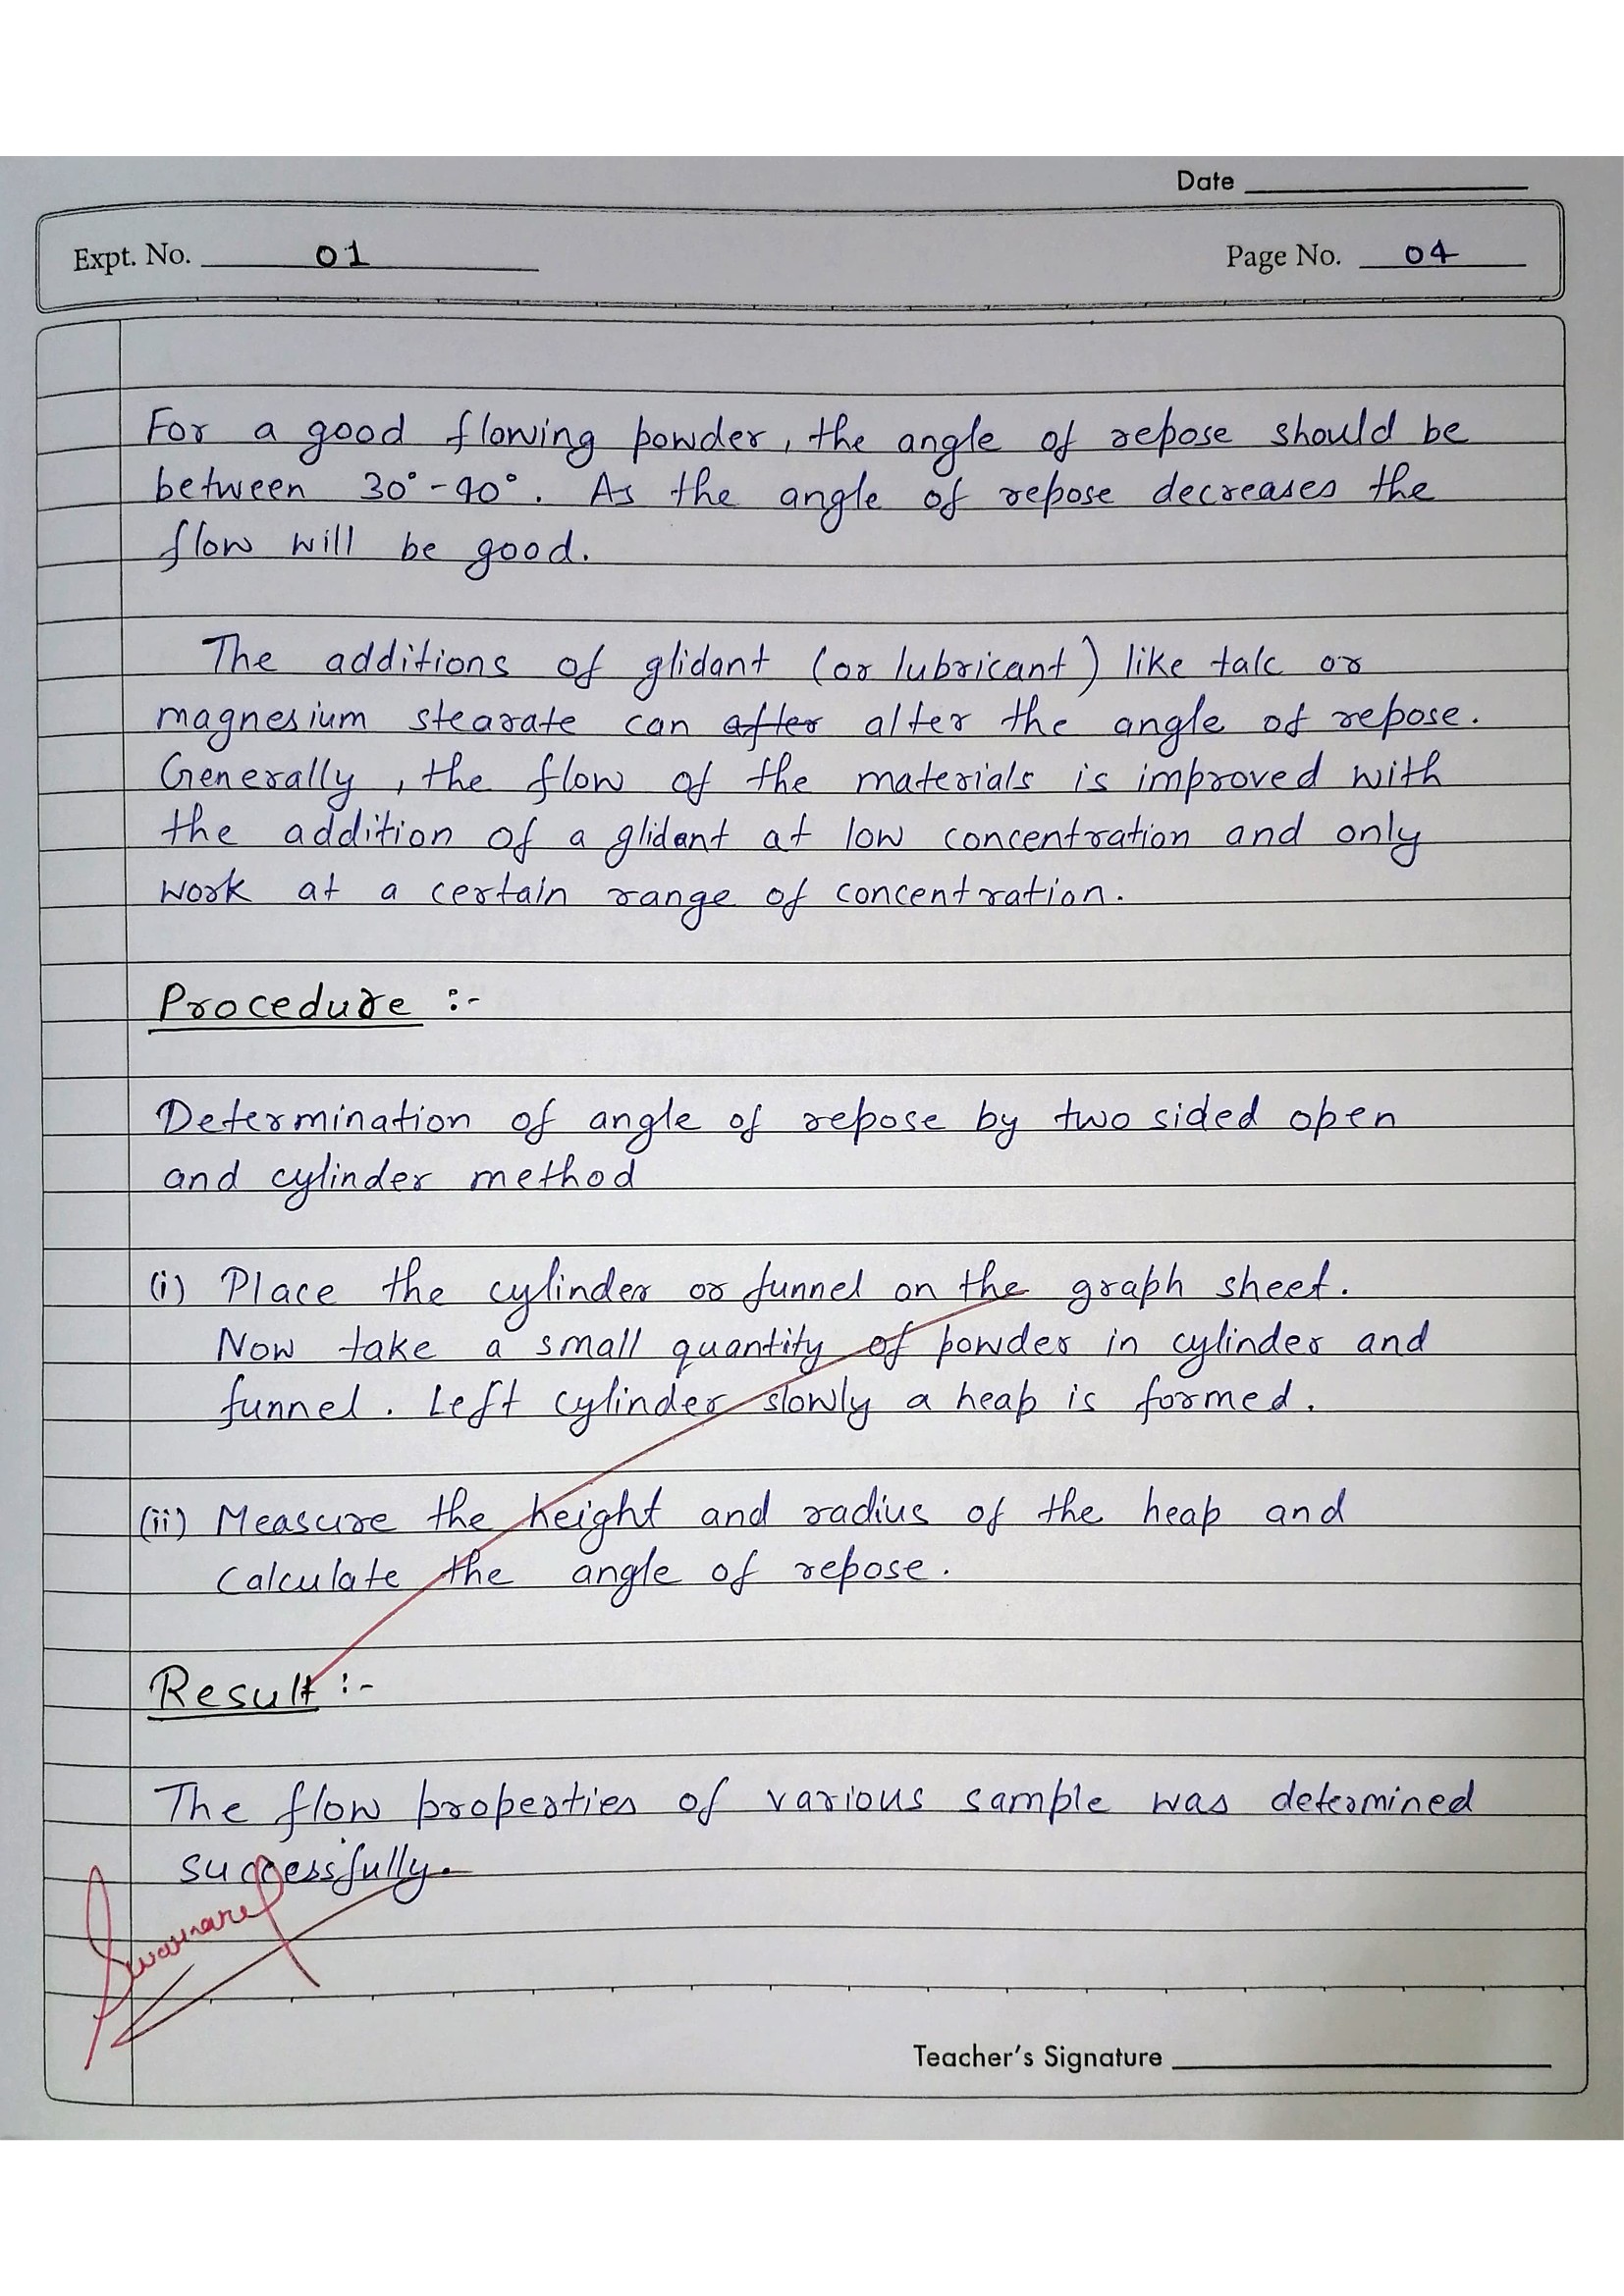 Date
Expt. No. 01
Page No. 04
For a good flowing powder, the angle of repose should be
between 30°-40°. As the angle of repose decreases the
flow will be good.
The additions of glidant (or lubricant) like talc or
magnesium stearate can after alter the angle of repose.
Generally, the flow of the materials is improved with
the addition of a glidant at low concentration and only
work at a certain range of concentration.
Procedure :-
Determination of angle of repose by two sided open
and cylinder method
(i) Place the cylinder or funnel on the graph sheet.
Now take a small quantity of powder in cylinder and
funnel. Left cylinder slowly a heap is formed.
(ii) Measure the height and radius of the heap and
calculate the angle of repose.
Result :-
The flow properties of various sample was determined
successfully.
Teacher's Signature